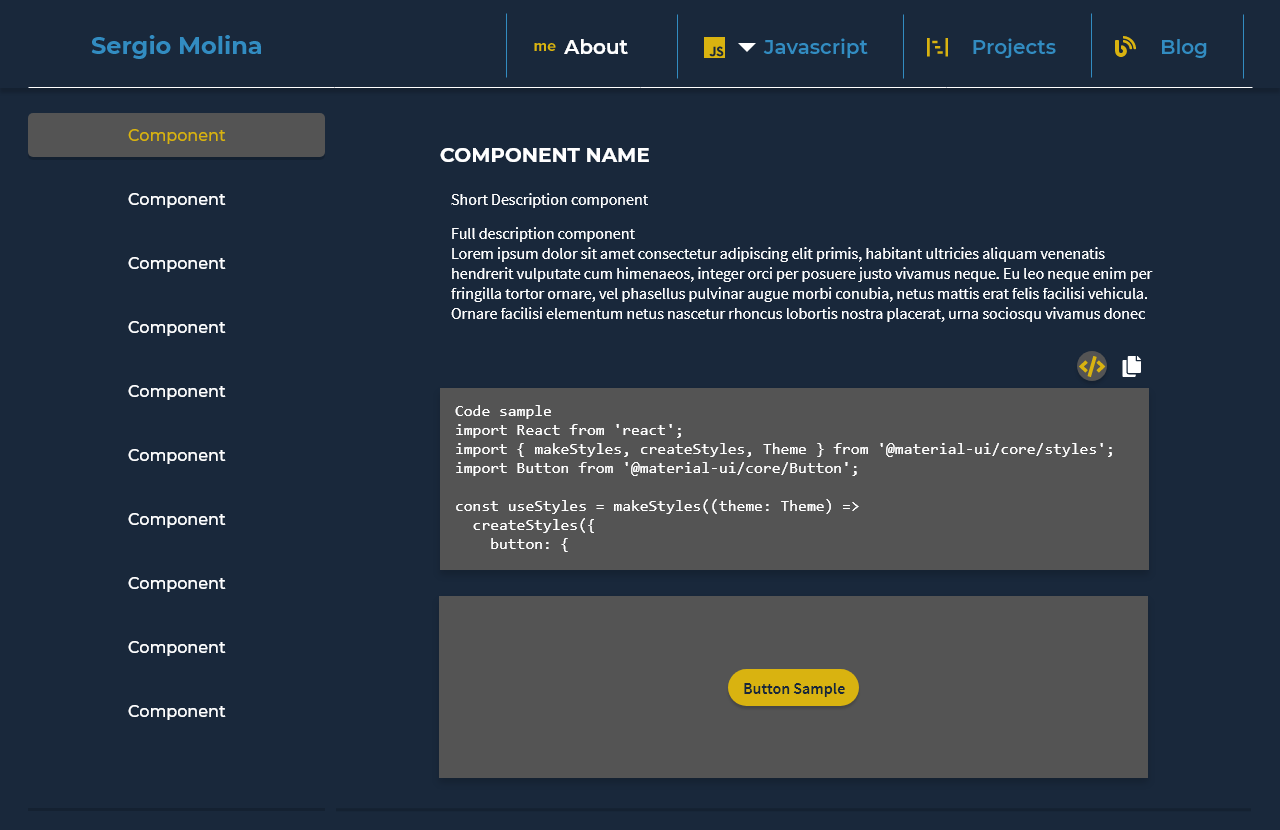 Sergio Molina
me About
JS Javascript
Projects
Blog
Component
Component
Component
Component
Component
Component
Component
Component
Component
Component
COMPONENT NAME
Short Description component
Full description component
Lorem ipsum dolor sit amet consectetur adipiscing elit primis, habitant ultricies aliquam venenatis
hendrerit vulputate cum himenaeos, integer orci per posuere justo vivamus neque. Eu leo neque enim per
fringilla tortor ornare, vel phasellus pulvinar augue morbi conubia, netus mattis erat felis facilisi vehicula.
Ornare facilisi elementum netus nascetur rhoncus lobortis nostra placerat, urna sociosqu vivamus donec
</>
Code sample
import React from 'react';
import { makeStyles, createStyles, Theme } from '@material-ui/core/styles';
import Button from '@material-ui/core/Button';
const useStyles = makeStyles((theme: Theme) =>
  createStyles({
    button: {
Button Sample